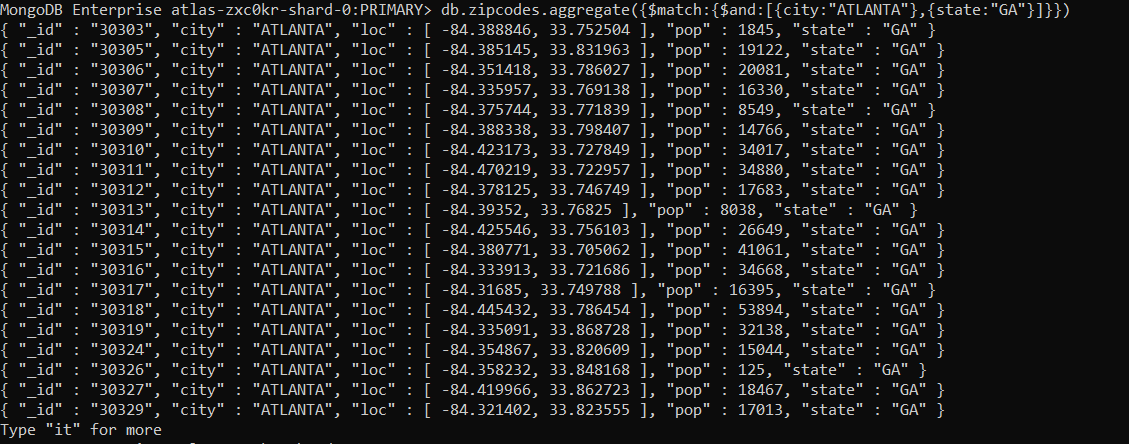 MongoDB Enterprise atlas-zxc0kr-shard-0:PRIMARY> db.zipcodes.aggregate({$match:{$and:[{city:"ATLANTA"},{state:"GA"}]}})
{ "_id" : "30303", "city" : "ATLANTA", "loc" : [ -84.388846, 33.752504 ], "pop" : 1845, "state" : "GA" }
{ "_id" : "30305", "city" : "ATLANTA", "loc" : [ -84.385145, 33.831963 ], "pop" : 19122, "state" : "GA" }
{ "_id" : "30306", "city" : "ATLANTA", "loc" : [ -84.351418, 33.786027 ], "pop" : 20081, "state" : "GA" }
{ "_id" : "30307", "city" : "ATLANTA", "loc" : [ -84.335957, 33.769138 ], "pop" : 16330, "state" : "GA" }
{ "_id" : "30308", "city" : "ATLANTA", "loc" : [ -84.375744, 33.771839 ], "pop" : 8549, "state" : "GA" }
{ "_id" : "30309", "city" : "ATLANTA", "loc" : [ -84.388338, 33.798407 ], "pop" : 14766, "state" : "GA" }
{ "_id" : "30310", "city" : "ATLANTA", "loc" : [ -84.423173, 33.727849 ], "pop" : 34017, "state" : "GA" }
{ "_id" : "30311", "city" : "ATLANTA", "loc" : [ -84.470219, 33.722957 ], "pop" : 34880, "state" : "GA" }
{ "_id" : "30312", "city" : "ATLANTA", "loc" : [ -84.378125, 33.746749 ], "pop" : 17683, "state" : "GA" }
{ "_id" : "30313", "city" : "ATLANTA", "loc" : [ -84.39352, 33.76825 ], "pop" : 8038, "state" : "GA" }
{ "_id" : "30314", "city" : "ATLANTA", "loc" : [ -84.425546, 33.756103 ], "pop" : 26649, "state" : "GA" }
{ "_id" : "30315", "city" : "ATLANTA", "loc" : [ -84.380771, 33.705062 ], "pop" : 41061, "state" : "GA" }
{ "_id" : "30316", "city" : "ATLANTA", "loc" : [ -84.333913, 33.721686 ], "pop" : 34668, "state" : "GA" }
{ "_id" : "30317", "city" : "ATLANTA", "loc" : [ -84.31685, 33.749788 ], "pop" : 16395, "state" : "GA" }
{ "_id" : "30318", "city" : "ATLANTA", "loc" : [ -84.445432, 33.786454 ], "pop" : 53894, "state" : "GA" }
{ "_id" : "30319", "city" : "ATLANTA", "loc" : [ -84.335091, 33.868728 ], "pop" : 32138, "state" : "GA" }
{ "_id" : "30324", "city" : "ATLANTA", "loc" : [ -84.354867, 33.820609 ], "pop" : 15044, "state" : "GA" }
{ "_id" : "30326", "city" : "ATLANTA", "loc" : [ -84.358232, 33.848168 ], "pop" : 125, "state" : "GA" }
{ "_id" : "30327", "city" : "ATLANTA", "loc" : [ -84.419966, 33.862723 ], "pop" : 18467, "state" : "GA" }
{ "_id" : "30329", "city" : "ATLANTA", "loc" : [ -84.321402, 33.823555 ], "pop" : 17013, "state" : "GA" }
Type "it" for more